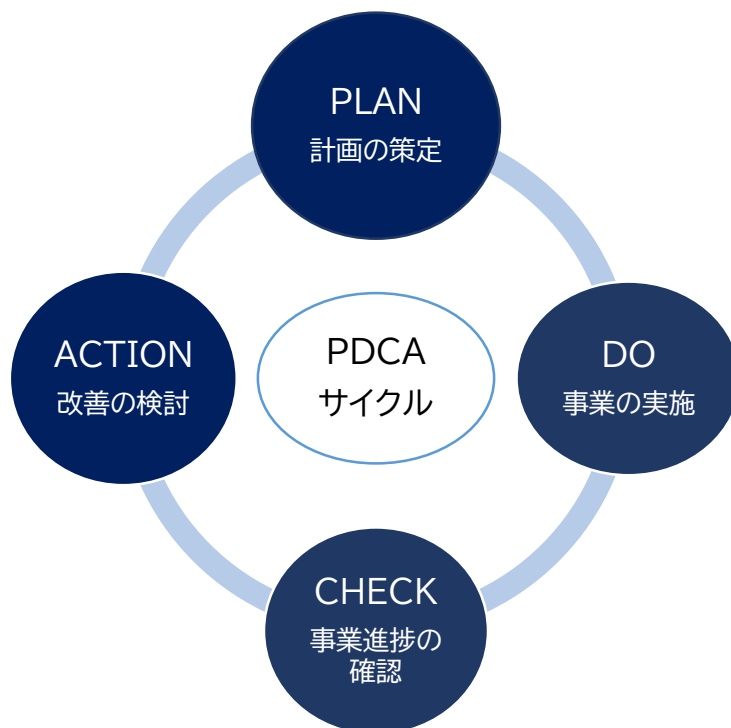 PLAN
計画の策定
ACTION
改善の検討
PDCA
サイクル
DO
事業の実施
CHECK
事業進捗の
確認